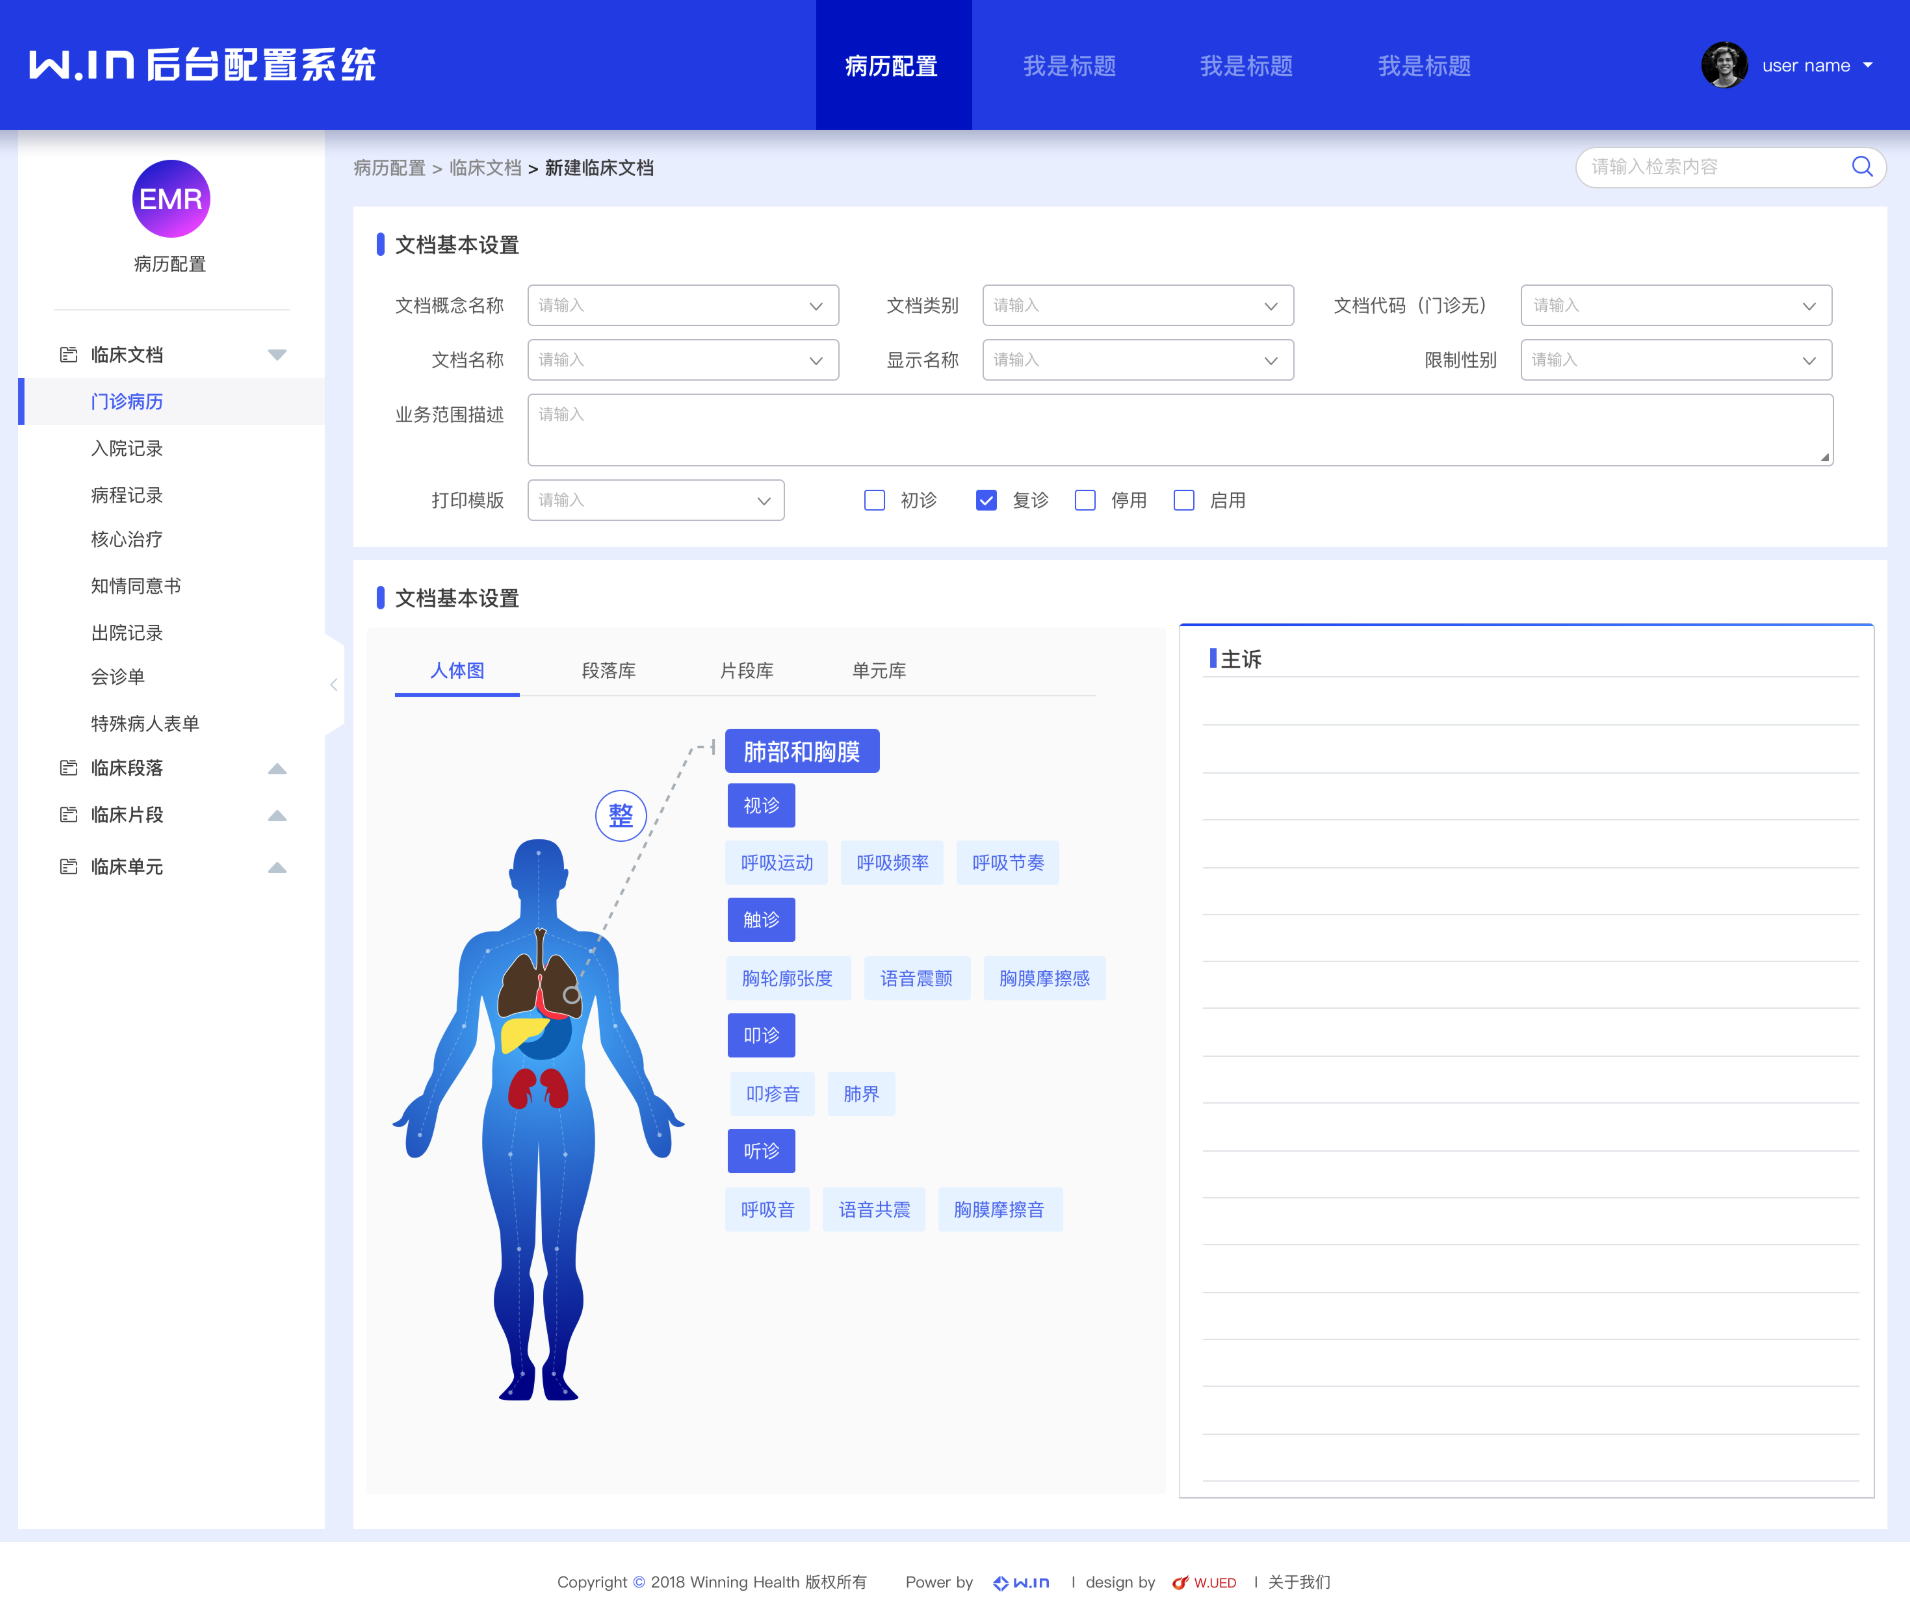 w.ın 后台配置系统
病历配置 我是标题 我是标题 我是标题
user name
EMR
病历配置
临床文档
门诊病历
入院记录
病程记录
核心治疗
知情同意书
出院记录
会诊单
特殊病人表单
临床段落
临床片段
临床单元
病历配置 > 临床文档 > 新建临床文档
请输入检索内容
文档基本设置
文档概念名称 请输入 文档类别 请输入 文档代码（门诊无） 请输入
文档名称 请输入 显示名称 请输入 限制性别 请输入
业务范围描述 请输入
打印模版 请输入 初诊 复诊 停用 启用
文档基本设置
人体图 段落库 片段库 单元库
整
肺部和胸膜
视诊
呼吸运动 呼吸频率 呼吸节奏
触诊
胸轮廓张度 语音震颤 胸膜摩擦感
叩诊
叩疹音 肺界
听诊
呼吸音 语音共震 胸膜摩擦音
主诉
Copyright © 2018 Winning Health 版权所有 Power by w.ın | design by W.UED | 关于我们